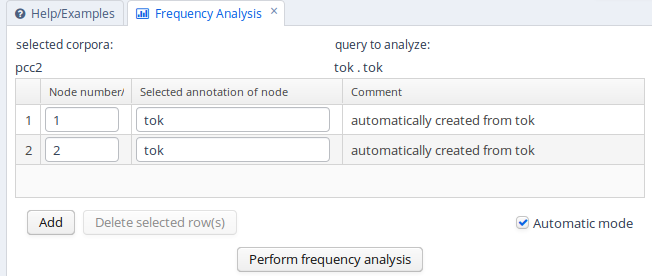 Help/Examples Frequency Analysis ×
selected corpora: query to analyze:
pcc2 tok . tok
Node number/ Selected annotation of node Comment
1 1 tok automatically created from tok
2 2 tok automatically created from tok
Add Delete selected row(s) Automatic mode
Perform frequency analysis